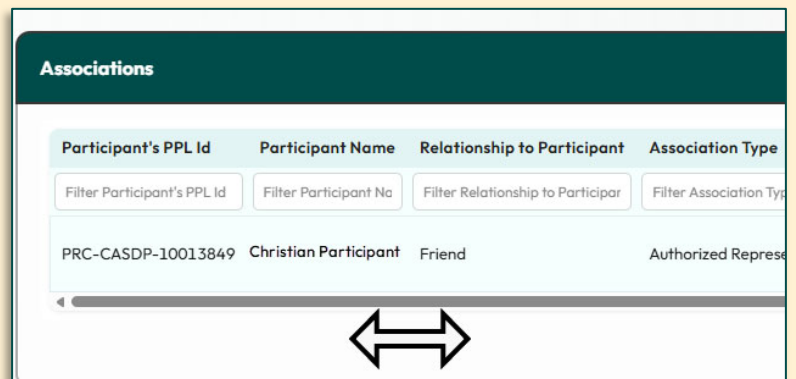 Associations
Participant's PPL Id Participant Name Relationship to Participant Association Type
Filter Participant's PPL Id Filter Participant Na Filter Relationship to Participar Filter Association Typ
PRC-CASDP-10013849 Christian Participant Friend Authorized Represe